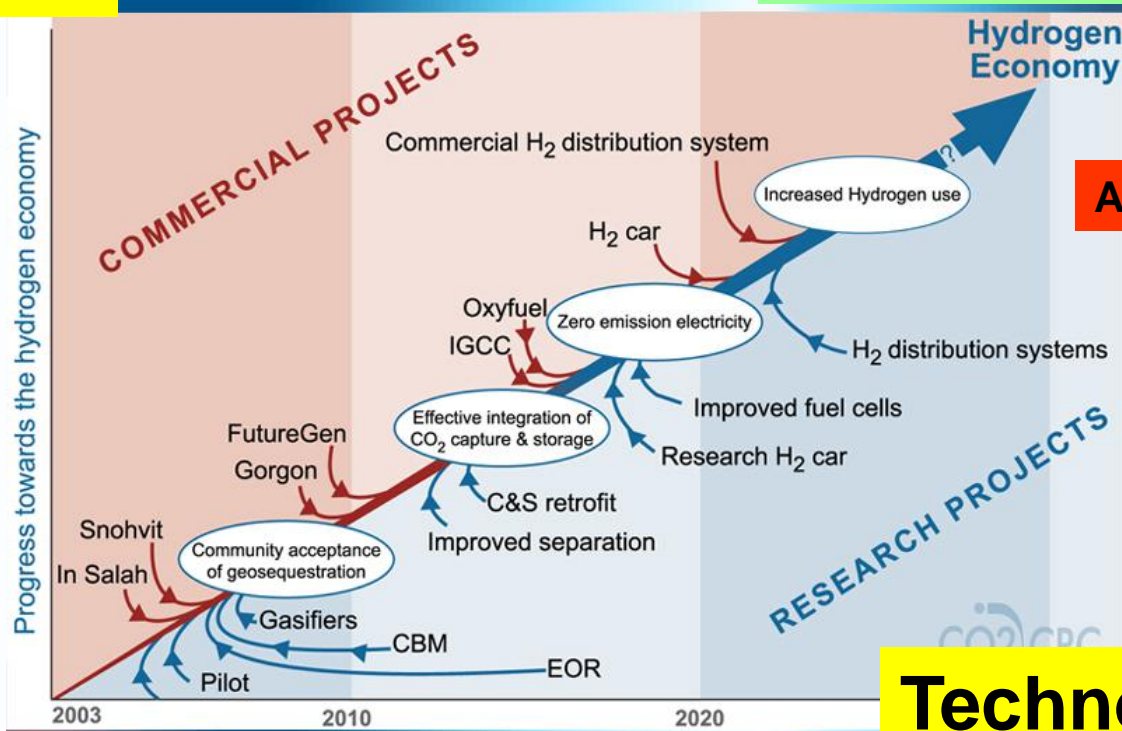 Hydrogen
Economy
COMMERCIAL PROJECTS
Commercial H₂ distribution system
Increased Hydrogen use
?
A
H₂ car
Oxyfuel
IGCC
Zero emission electricity
H₂ distribution systems
Improved fuel cells
Research H₂ car
FutureGen
Gorgon
Effective integration of
CO₂ capture & storage
C&S retrofit
Improved separation
RESEARCH PROJECTS
Snohvit
In Salah
Community acceptance
of geosequestration
Gasifiers
CBM
EOR
Pilot
Progress towards the hydrogen economy
2003
2010
2020
CO2CRC
Techno